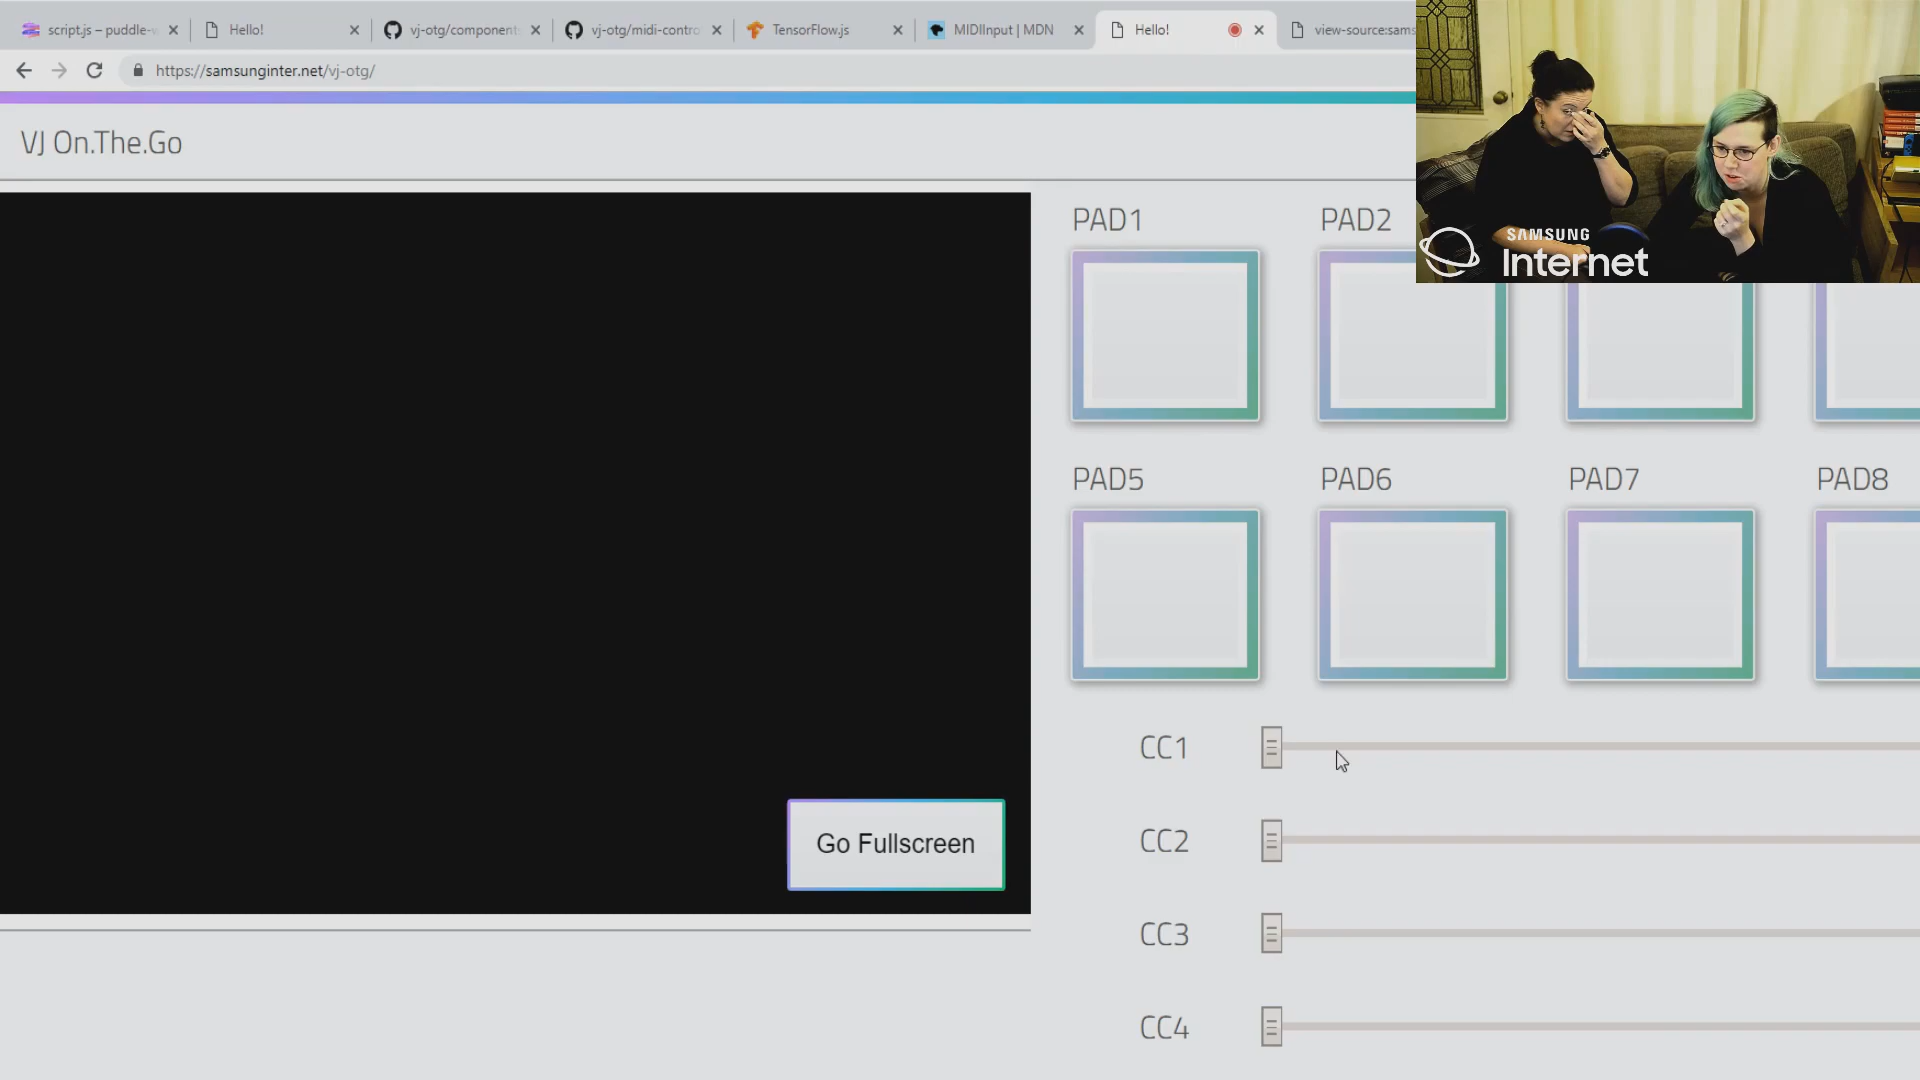 script.js – puddle-w
Hello!
vj-otg/component
vj-otg/midi-contro
TensorFlow.js
MIDIInput | MDN
Hello!
view-source:sams
https://samsunginter.net/vj-otg/
VJ On.The.Go
SAMSUNG
Internet
PAD1
PAD2
PAD5
PAD6
PAD7
PAD8
CC1
CC2
CC3
CC4
Go Fullscreen